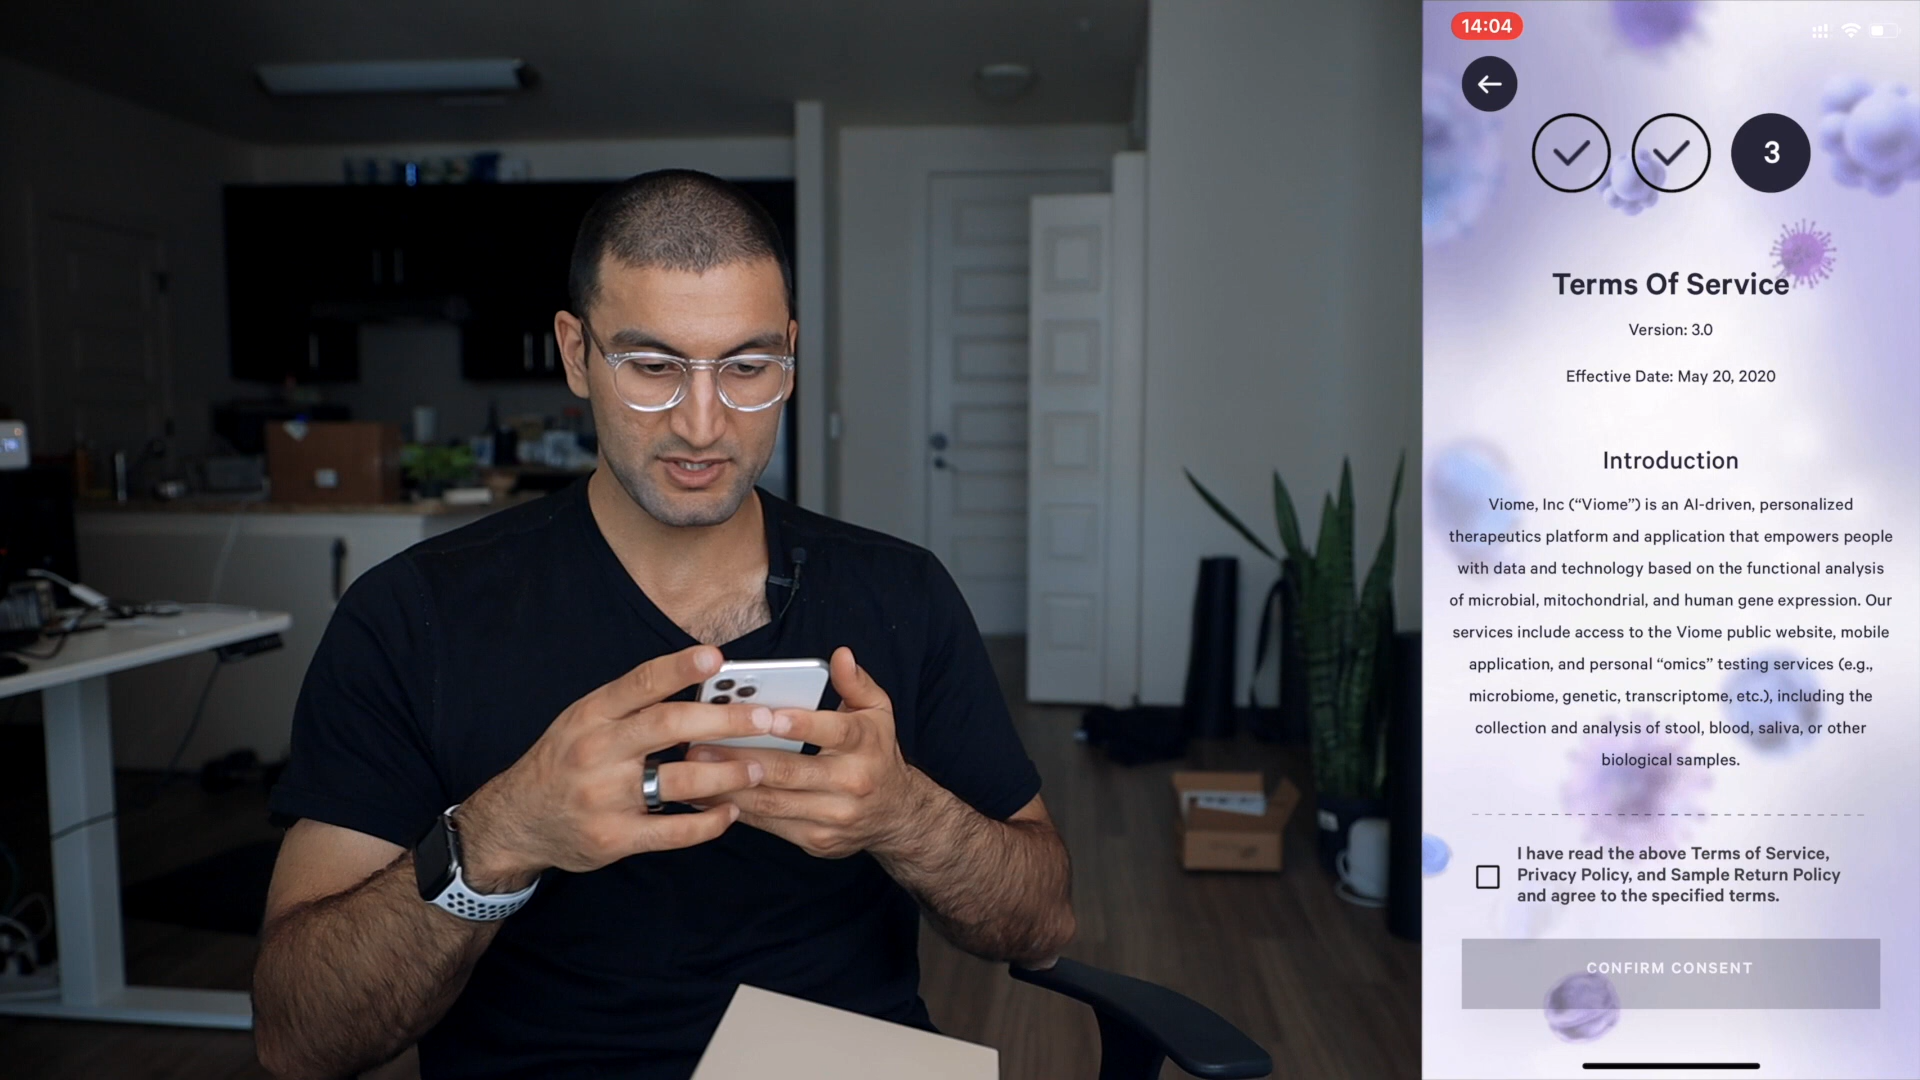 14:04
3
Terms Of Service
Version: 3.0
Effective Date: May 20, 2020
Introduction
Viome, Inc (“Viome”) is an AI-driven, personalized
therapeutics platform and application that empowers people
with data and technology based on the functional analysis
of microbial, mitochondrial, and human gene expression. Our
services include access to the Viome public website, mobile
application, and personal “omics” testing services (e.g.,
microbiome, genetic, transcriptome, etc.), including the
collection and analysis of stool, blood, saliva, or other
biological samples.
I have read the above Terms of Service,
Privacy Policy, and Sample Return Policy
and agree to the specified terms.
CONFIRM CONSENT